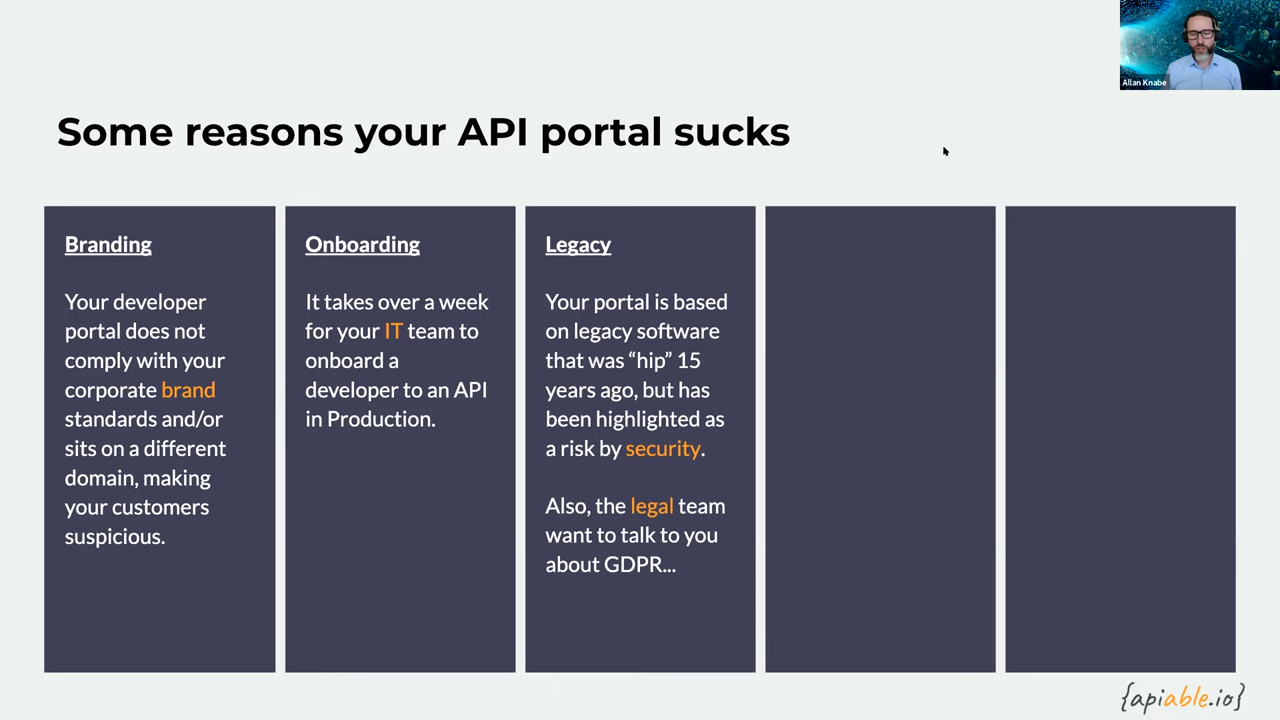 Allan Knabe
Some reasons your API portal sucks
Branding
Your developer
portal does not
comply with your
corporate brand
standards and/or
sits on a different
domain, making
your customers
suspicious.
Onboarding
It takes over a week
for your IT team to
onboard a
developer to an API
in Production.
Legacy
Your portal is based
on legacy software
that was “hip” 15
years ago, but has
been highlighted as
a risk by security.
Also, the legal team
want to talk to you
about GDPR...
{apiable.io}